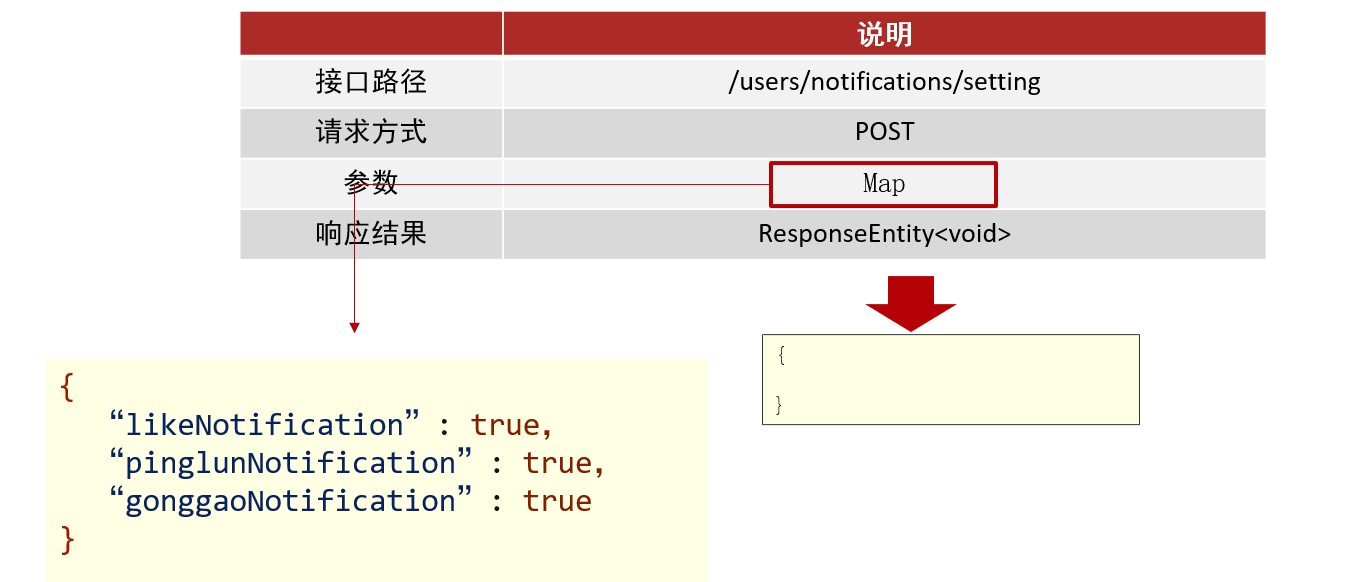 说明
接口路径 /users/notifications/setting
请求方式 POST
参数 Map
响应结果 ResponseEntity<void>
{
“likeNotification” : true,
“pinglunNotification” : true,
“gonggaoNotification” : true
}
{
}